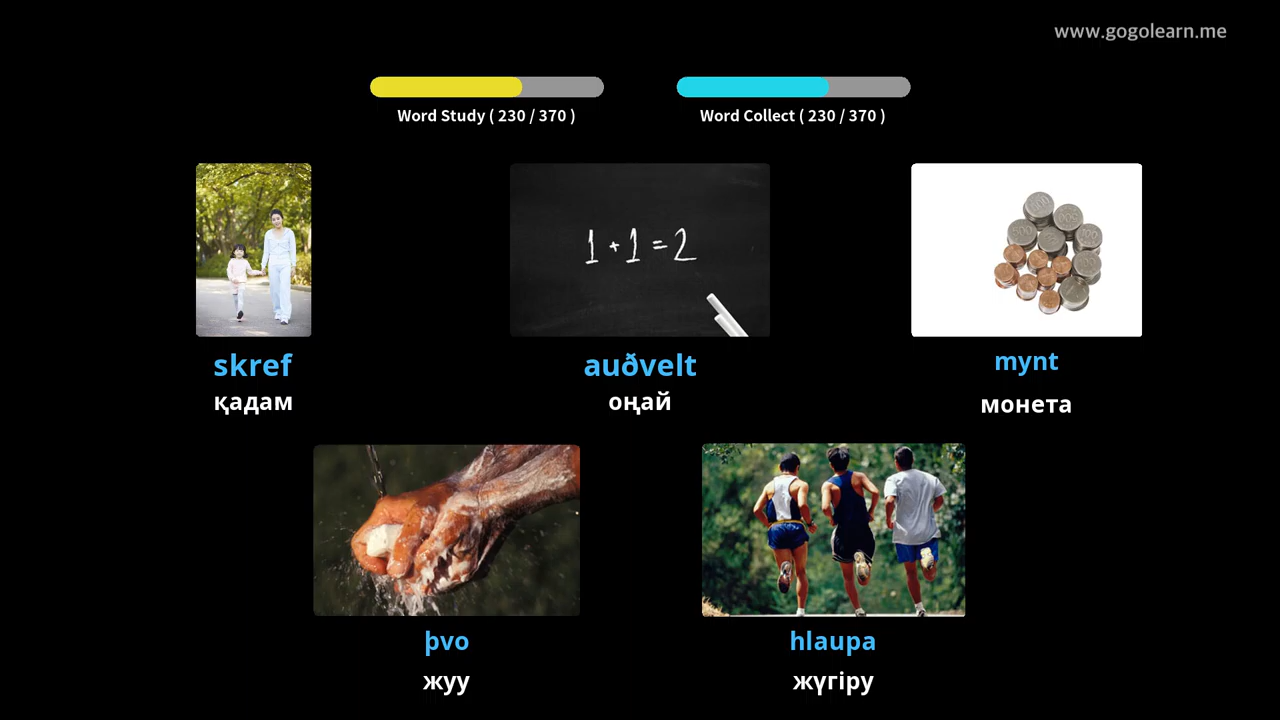 www.gogolearn.me
Word Study ( 230 / 370 )
Word Collect ( 230 / 370 )
1 + 1 = 2
skref
қадам
auðvelt
оңай
mynt
монета
þvo
жуу
hlaupa
жүгіру